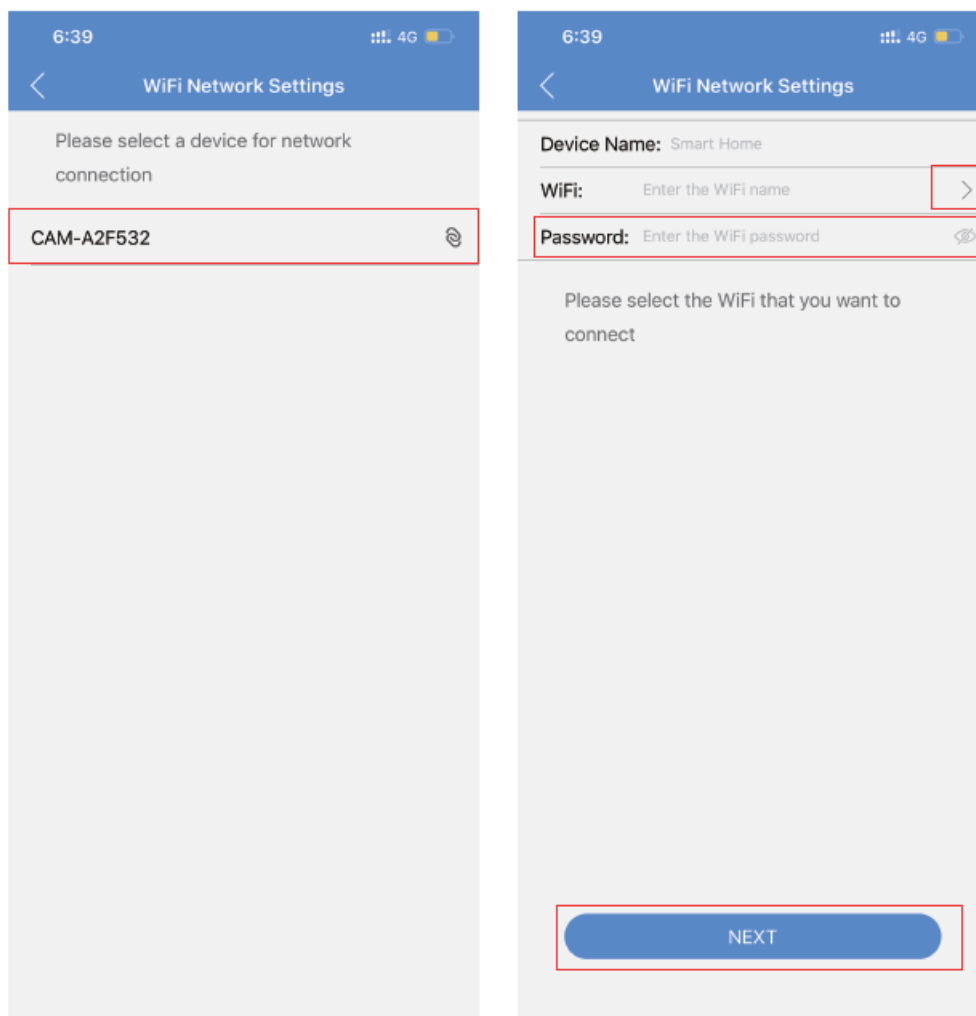 6:39
4G
WiFi Network Settings
Please select a device for network
connection
CAM-A2F532
6:39
4G
WiFi Network Settings
Device Name: Smart Home
WiFi: Enter the WiFi name
Password: Enter the WiFi password
Please select the WiFi that you want to
connect
NEXT